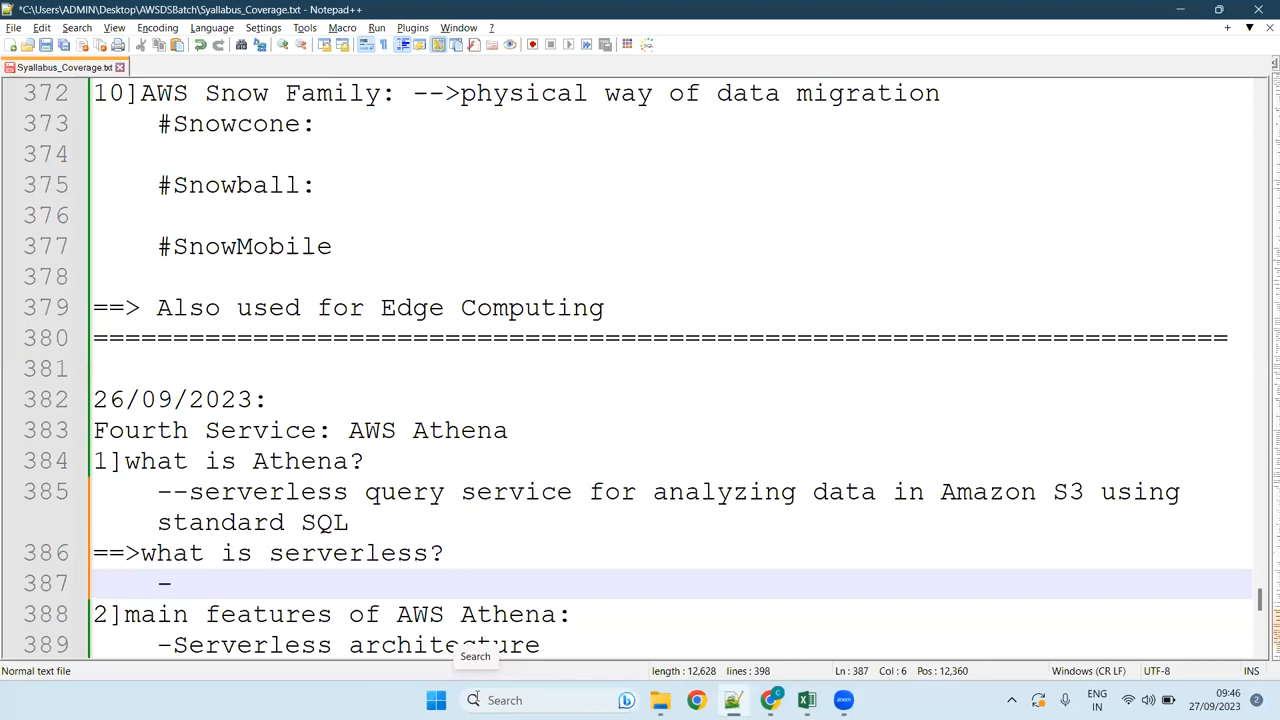 *C:\Users\ADMIN\Desktop\AWSDSBatch\Syallabus_Coverage.txt - Notepad++
File Edit Search View Encoding Language Settings Tools Macro Run Plugins Window ?
Syallabus_Coverage.txt
372 10]AWS Snow Family: -->physical way of data migration
373 #Snowcone:
374
375 #Snowball:
376
377 #SnowMobile
378
379 ==> Also used for Edge Computing
380 =======================================================================
381
382 26/09/2023:
383 Fourth Service: AWS Athena
384 1]what is Athena?
385 --serverless query service for analyzing data in Amazon S3 using
standard SQL
386 ==>what is serverless?
387 -
388 2]main features of AWS Athena:
389 -Serverless architecture
Search
Normal text file length : 12,628 lines : 398 Ln : 387 Col : 6 Pos : 12,360 Windows (CR LF) UTF-8 INS
Search ENG IN 09:46 27/09/2023 2